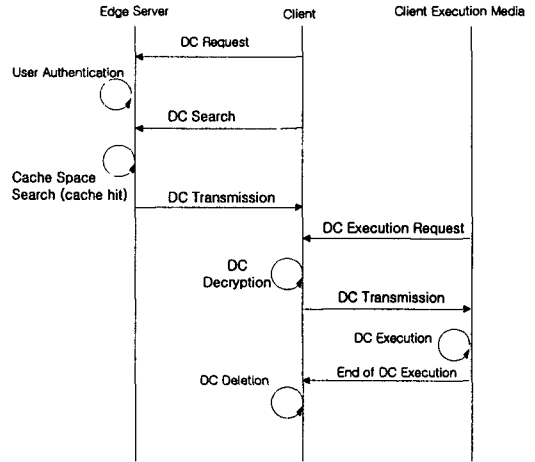 Edge Server
Client
Client Execution Media
DC Request
User Authentication
DC Search
Cache Space
Search (cache hit)
DC Transmission
DC Execution Request
DC
Decryption
DC Transmission
DC Execution
End of DC Execution
DC Deletion